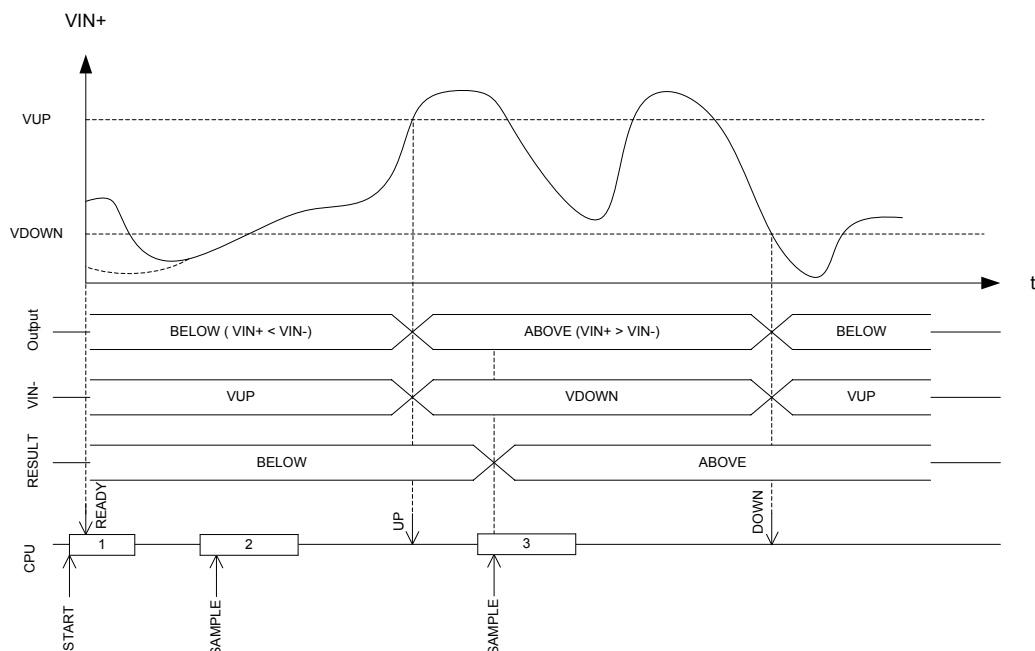 VIN+
VUP
VDOWN
t
Output
BELOW ( VIN+ < VIN-)
ABOVE (VIN+ > VIN-)
BELOW
VIN-
VUP
VDOWN
VUP
RESULT
BELOW
ABOVE
READY
UP
DOWN
CPU
1
2
3
START
SAMPLE
SAMPLE